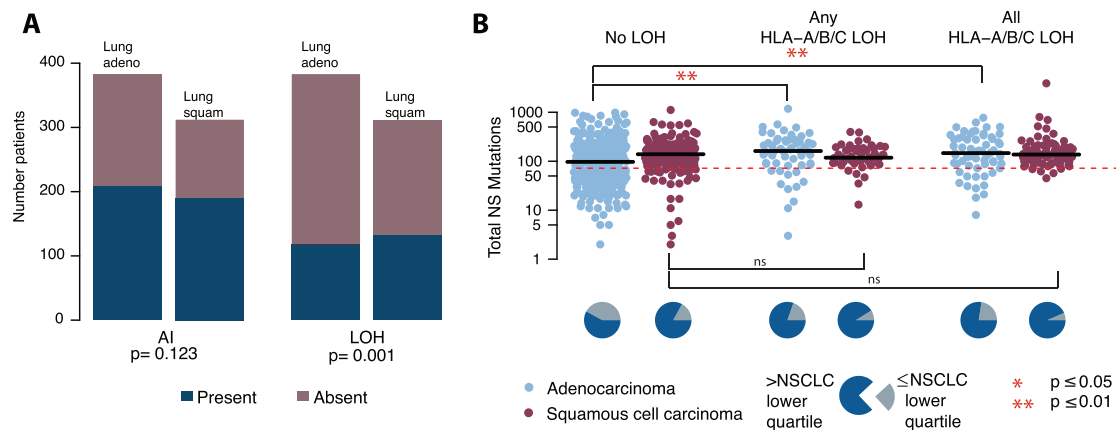 A
Number patients
400
300
200
100
0
Lung
adeno
Lung
squam
Lung
adeno
Lung
squam
AI
p= 0.123
LOH
p= 0.001
Present
Absent
B
No LOH
Any
HLA−A/B/C LOH
All
HLA−A/B/C LOH
**
**
Total NS Mutations
1000
500
100
50
10
5
1
ns
ns
Adenocarcinoma
Squamous cell carcinoma
>NSCLC
lower
quartile
≤NSCLC
lower
quartile
* p ≤ 0.05
** p ≤ 0.01